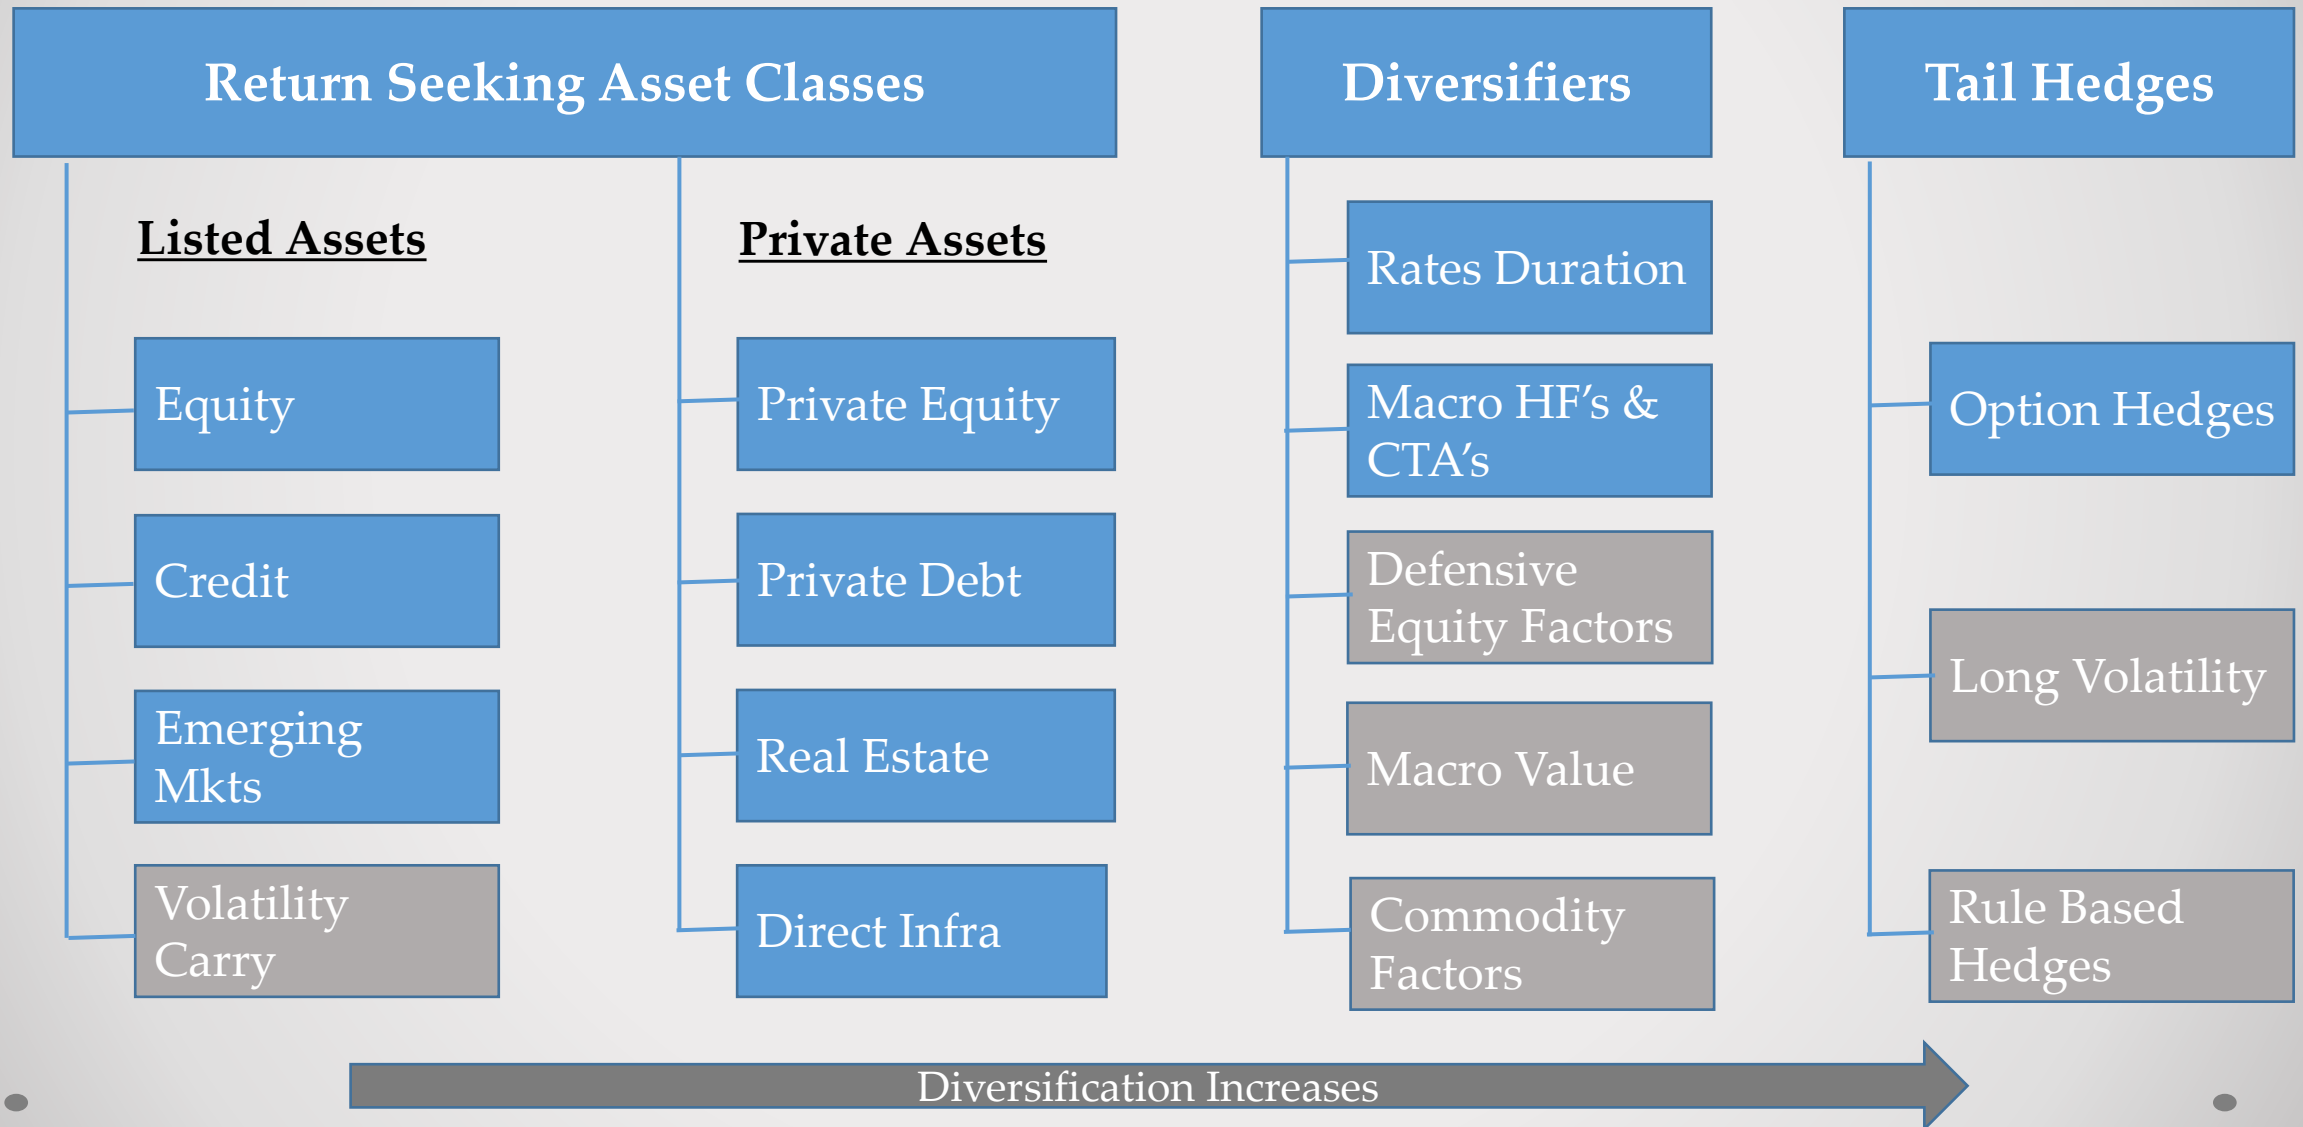 Return Seeking Asset Classes
Diversifiers
Tail Hedges
Listed Assets
Equity
Credit
Emerging
Mkts
Volatility
Carry
Private Assets
Private Equity
Private Debt
Real Estate
Direct Infra
Rates Duration
Macro HF’s &
CTA’s
Defensive
Equity Factors
Macro Value
Commodity
Factors
Option Hedges
Long Volatility
Rule Based
Hedges
Diversification Increases